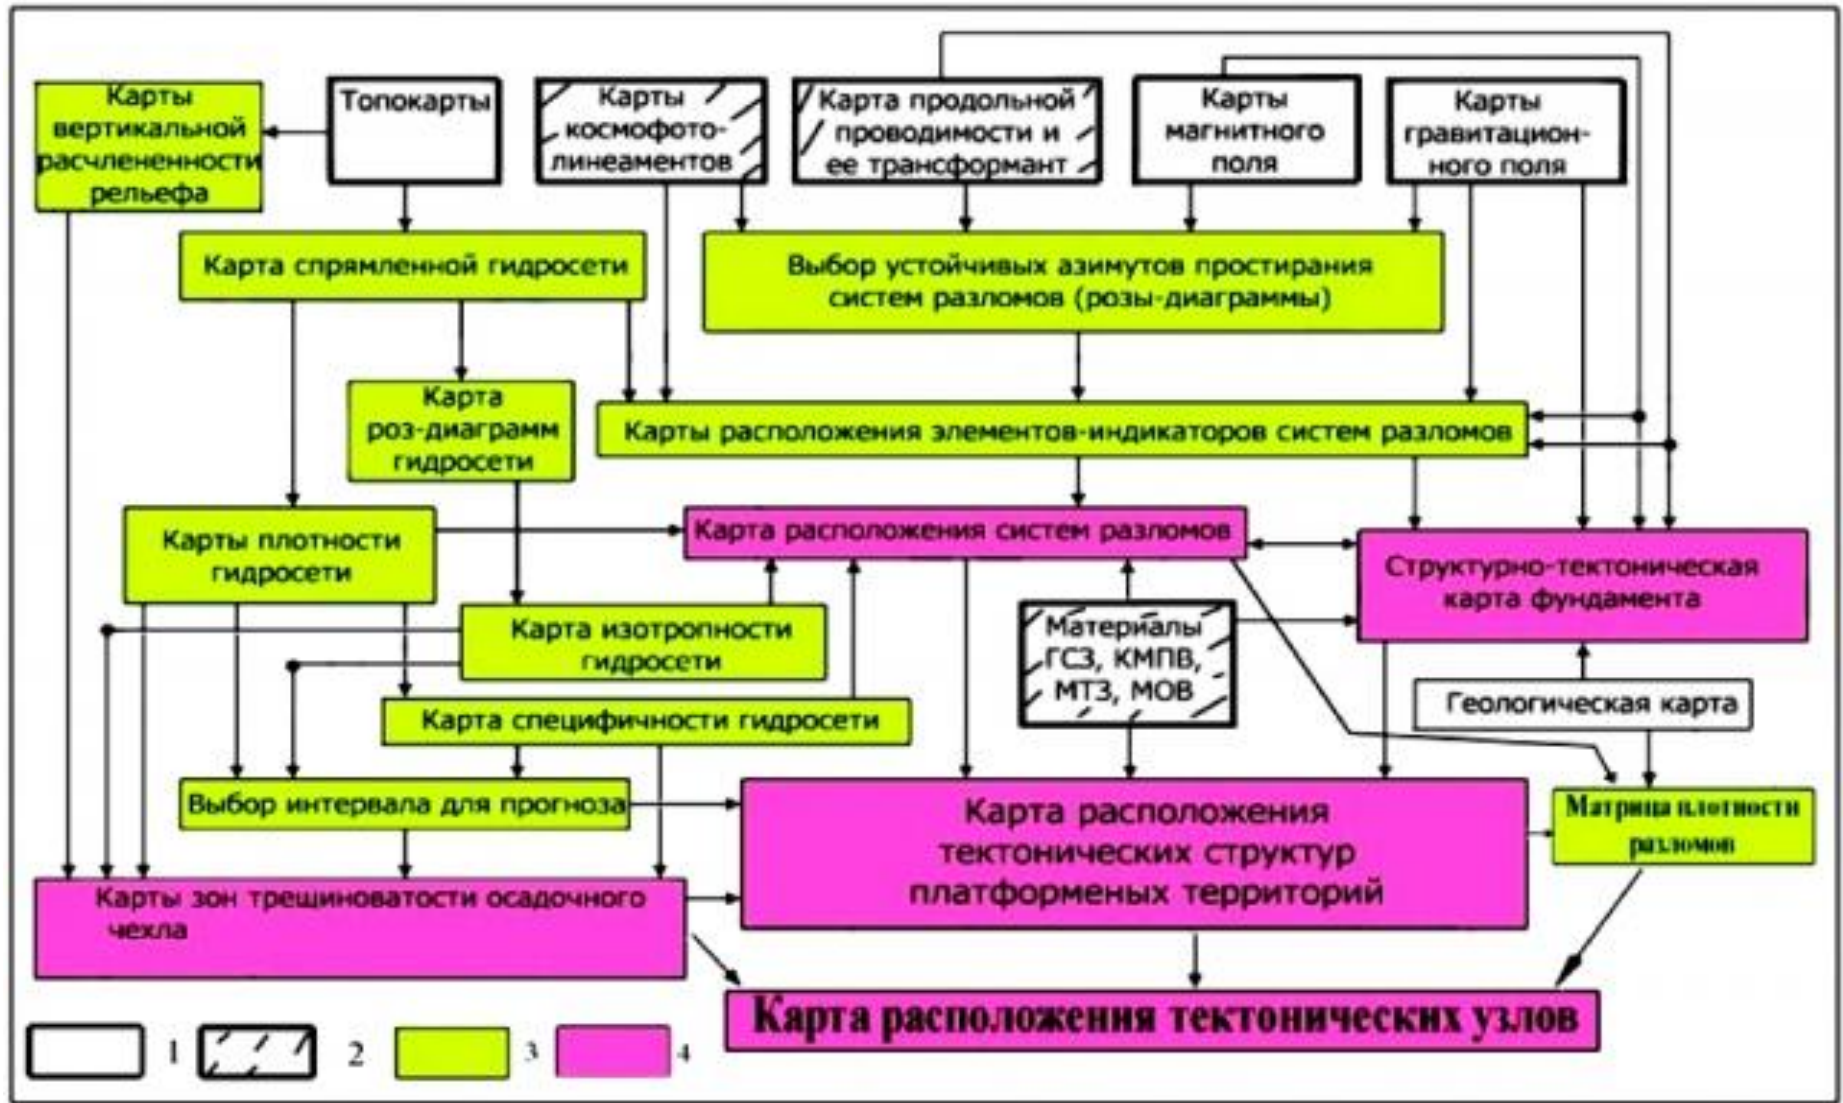 Карты
вертикальной
расчлененности
рельефа
Топокарты
Карты
космофото-
линеаментов
Карта продольной
проводимости и
ее трансформант
Карты
магнитного
поля
Карты
гравитацион-
ного поля
Карта спрямленной гидросети
Выбор устойчивых азимутов простирания
систем разломов (розы-диаграммы)
Карта
роз-диаграмм
гидросети
Карты расположения элементов-индикаторов систем разломов
Карты плотности
гидросети
Карта расположения систем разломов
Структурно-тектоническая
карта фундамента
Карта изотропности
гидросети
Материалы
ГСЗ, КМПВ,
МТЗ, МОВ
Геологическая карта
Карта специфичности гидросети
Выбор интервала для прогноза
Карта расположения
тектонических структур
платформеных территорий
Матрица плотности
разломов
Карты зон трещиноватости осадочного
чехла
Карта расположения тектонических узлов
1
2
3
4